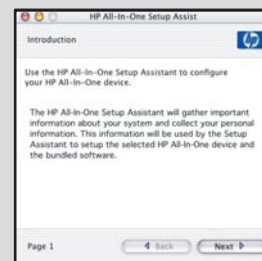 HP All-In-One Setup Assist
Introduction
hp
Use the HP All-In-One Setup Assistant to configure
your HP All-In-One device.
The HP All-In-One Setup Assistant will gather important
information about your system and collect your personal
information. This information will be used by the Setup
Assistant to setup the selected HP All-In-One device and
the bundled software.
Page 1
Back
Next